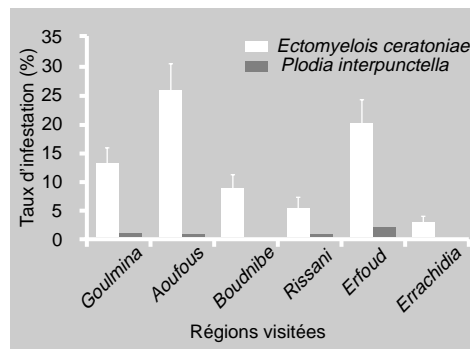 35
30
25
20
15
10
5
0
Taux d'infestation (%)
Ectomyelois ceratoniae
Plodia interpunctella
Goulmina
Aoufous
Boudnibe
Rissani
Erfoud
Errachidia
Régions visitées